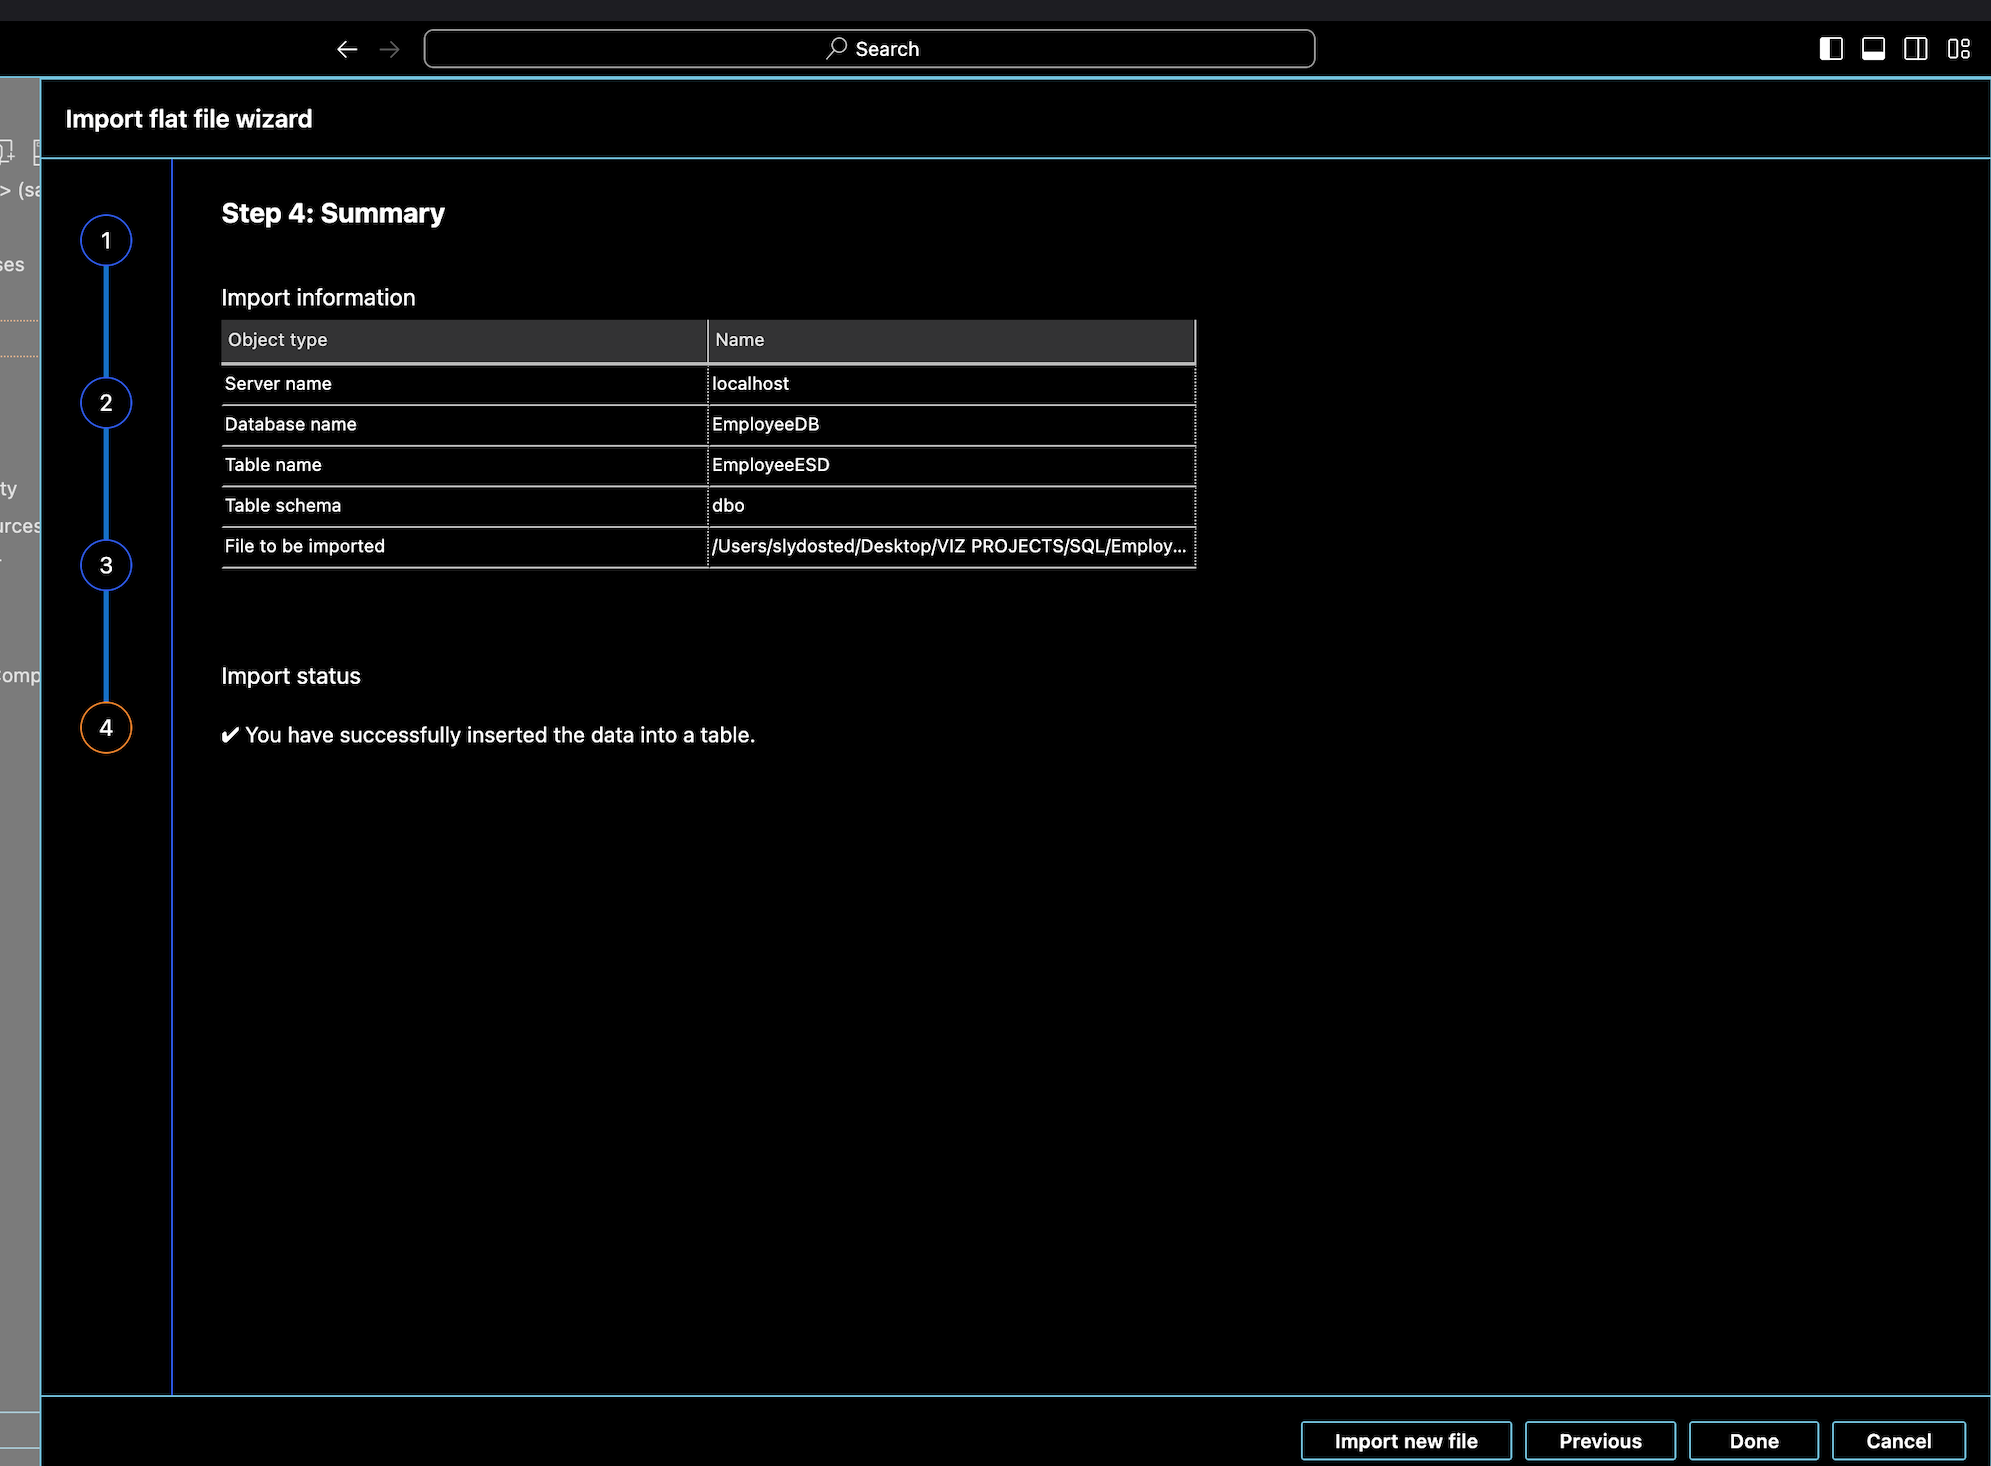 Search
Import flat file wizard
> (sa
ses
ty
urces
Comp
1
2
3
4
Step 4: Summary
Import information
Object type Name
Server name localhost
Database name EmployeeDB
Table name EmployeeESD
Table schema dbo
File to be imported /Users/slydosted/Desktop/VIZ PROJECTS/SQL/Employ...
Import status
✔ You have successfully inserted the data into a table.
Import new file Previous Done Cancel